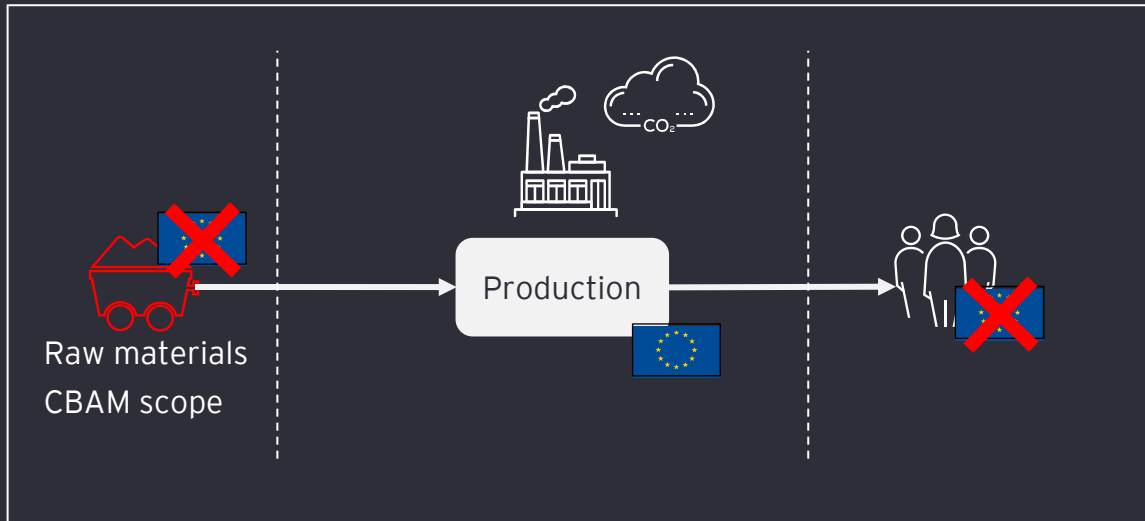 CO₂
Production
Raw materials
CBAM scope